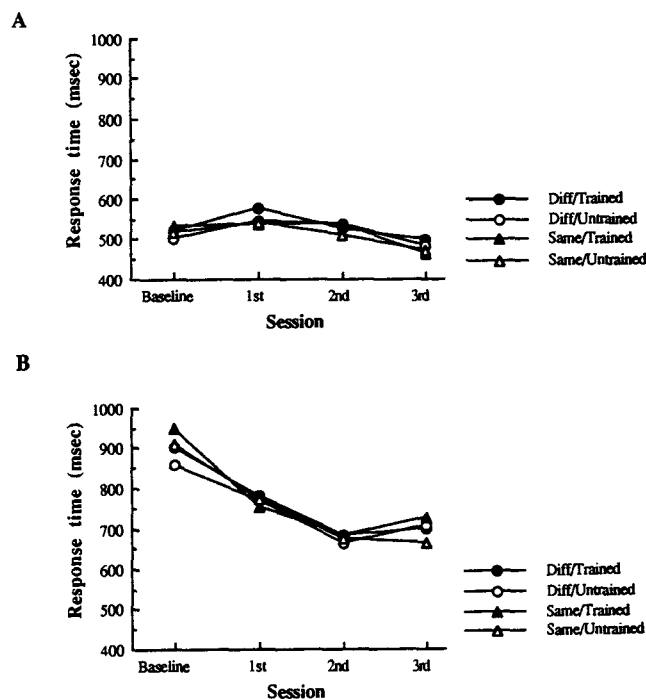 A
1000
900
800
700
600
500
400
Response time (msec)
Baseline 1st 2nd 3rd
Session
Diff/Trained
Diff/Untrained
Same/Trained
Same/Untrained
B
1000
900
800
700
600
500
400
Response time (msec)
Baseline 1st 2nd 3rd
Session
Diff/Trained
Diff/Untrained
Same/Trained
Same/Untrained